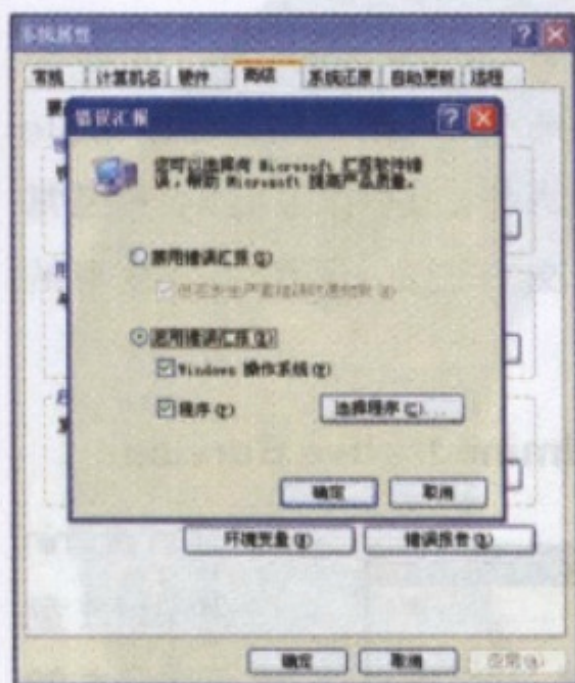 系统属性
常规 计算机名 硬件 高级 系统还原 自动更新 远程
错误汇报
您可以选择向 Microsoft 汇报软件错
误，帮助 Microsoft 提高产品质量。
禁用错误汇报(S)
但在发生严重错误时通知我(B)
启用错误汇报(E)
Windows 操作系统(W)
程序(P) 选择程序(C)...
确定 取消
环境变量(N) 错误报告(R)
确定 取消 应用(A)